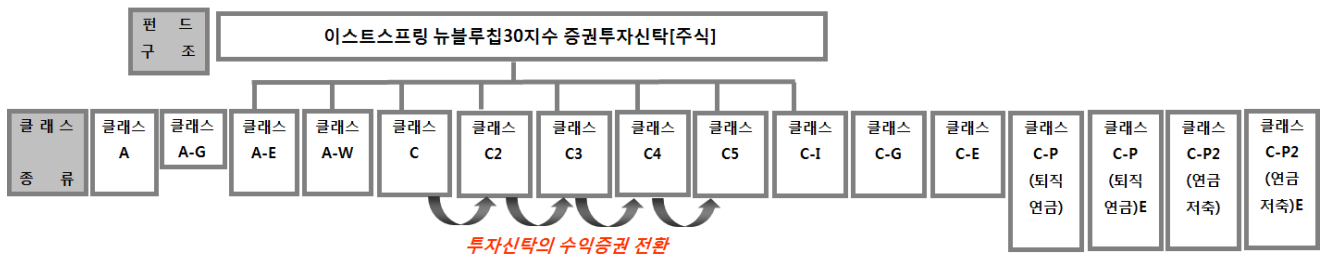 펀 드
구 조
이스트스프링 뉴블루칩30지수 증권투자신탁[주식]
클 래 스
종 류
클래스
A
클래스
A-G
클래스
A-E
클래스
A-W
클래스
C
클래스
C2
클래스
C3
클래스
C4
클래스
C5
클래스
C-I
클래스
C-G
클래스
C-E
클래스
C-P
(퇴직
연금)
클래스
C-P
(퇴직
연금)E
클래스
C-P2
(연금
저축)
클래스
C-P2
(연금
저축)E
투자신탁의 수익증권 전환